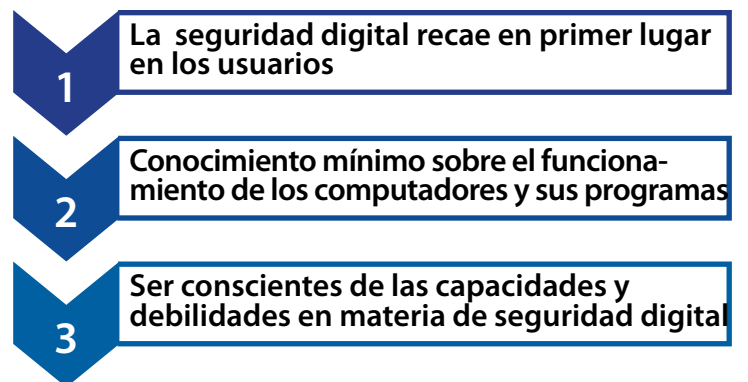 La seguridad digital recae en primer lugar
en los usuarios
1
Conocimiento mínimo sobre el funciona-
miento de los computadores y sus programas
2
Ser conscientes de las capacidades y
debilidades en materia de seguridad digital
3